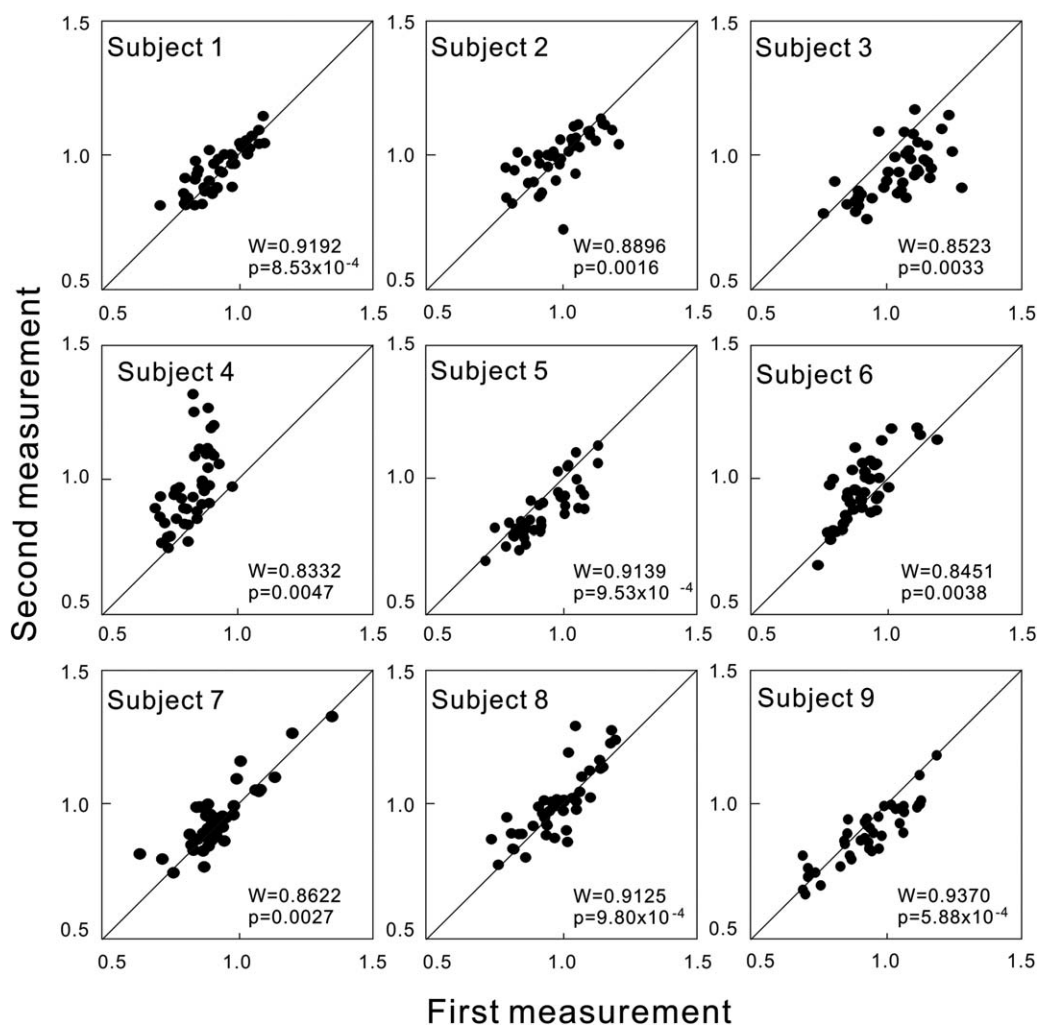 1.5
1.0
0.5
0.5
1.0
1.5
Subject 1
W=0.9192
p=8.53x10⁻⁴
1.5
1.0
0.5
0.5
1.0
1.5
Subject 2
W=0.8896
p=0.0016
1.5
1.0
0.5
0.5
1.0
1.5
Subject 3
W=0.8523
p=0.0033
1.5
1.0
0.5
0.5
1.0
1.5
Subject 4
W=0.8332
p=0.0047
1.5
1.0
0.5
0.5
1.0
1.5
Subject 5
W=0.9139
p=9.53x10⁻⁴
1.5
1.0
0.5
0.5
1.0
1.5
Subject 6
W=0.8451
p=0.0038
1.5
1.0
0.5
0.5
1.0
1.5
Subject 7
W=0.8622
p=0.0027
1.5
1.0
0.5
0.5
1.0
1.5
Subject 8
W=0.9125
p=9.80x10⁻⁴
1.5
1.0
0.5
0.5
1.0
1.5
Subject 9
W=0.9370
p=5.88x10⁻⁴
Second measurement
First measurement